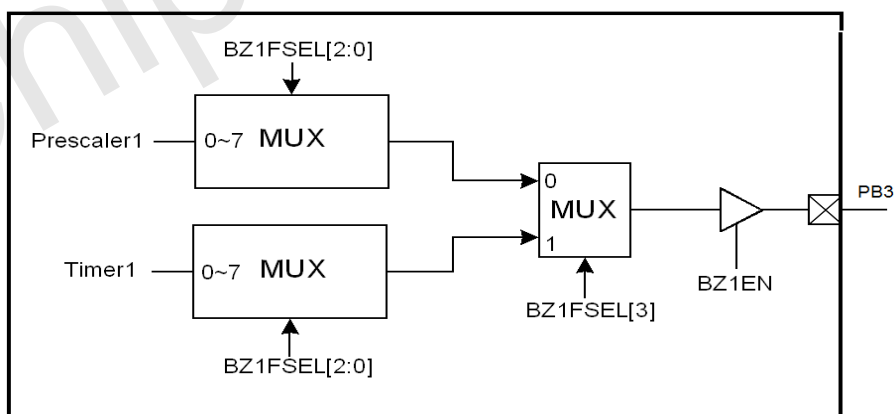 BZ1FSEL[2:0]
Prescaler1
0~7 MUX
0
MUX
1
PB3
Timer1
0~7 MUX
BZ1EN
BZ1FSEL[3]
BZ1FSEL[2:0]